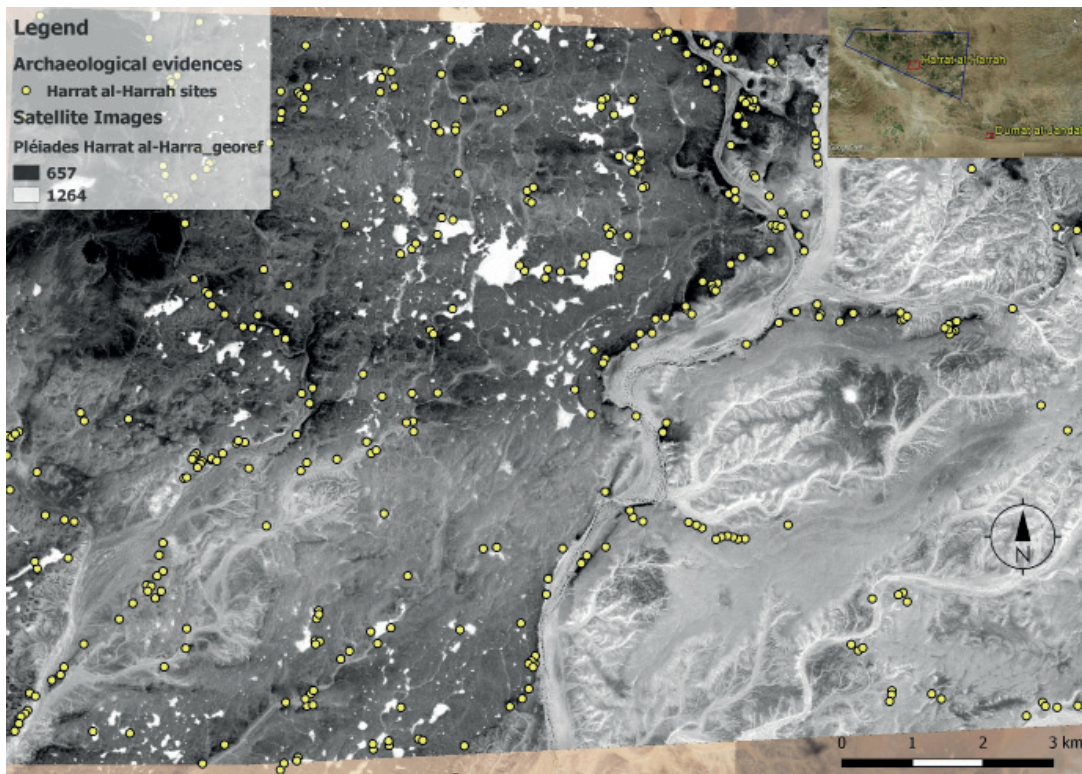 Legend
Archaeological evidences
Harrat al-Harrah sites
Satellite Images
Pléiades Harrat al-Harra_georef
657
1264
Harrat al-Harrah
Dumat al-Jandal
N
0 1 2 3 km